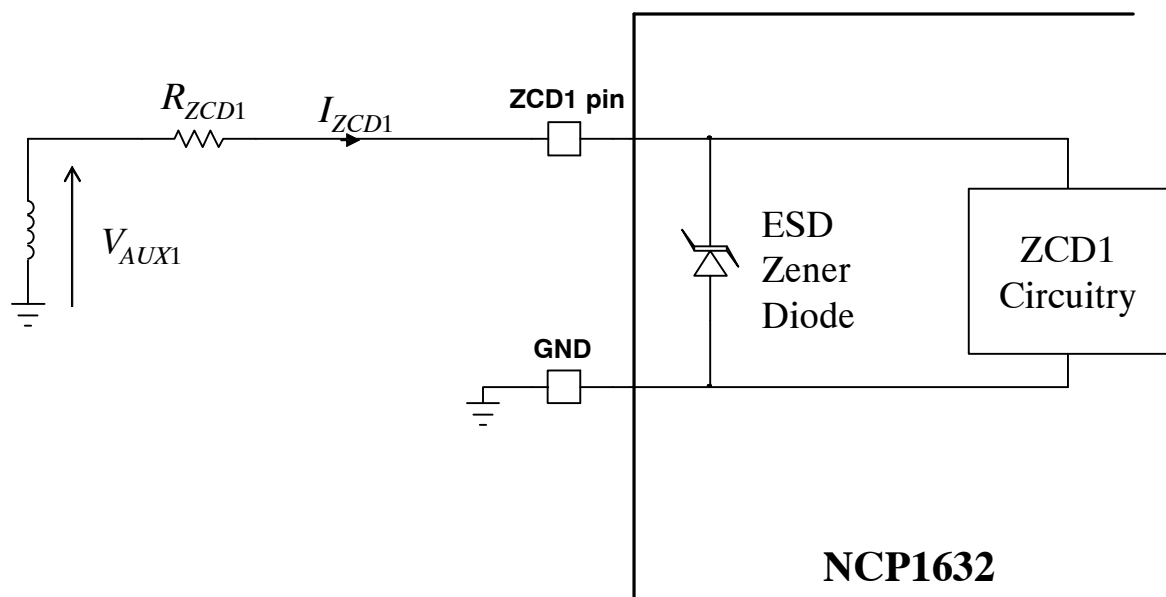 R_ZCD1
I_ZCD1
ZCD1 pin
V_AUX1
ESD
Zener
Diode
ZCD1
Circuitry
GND
NCP1632